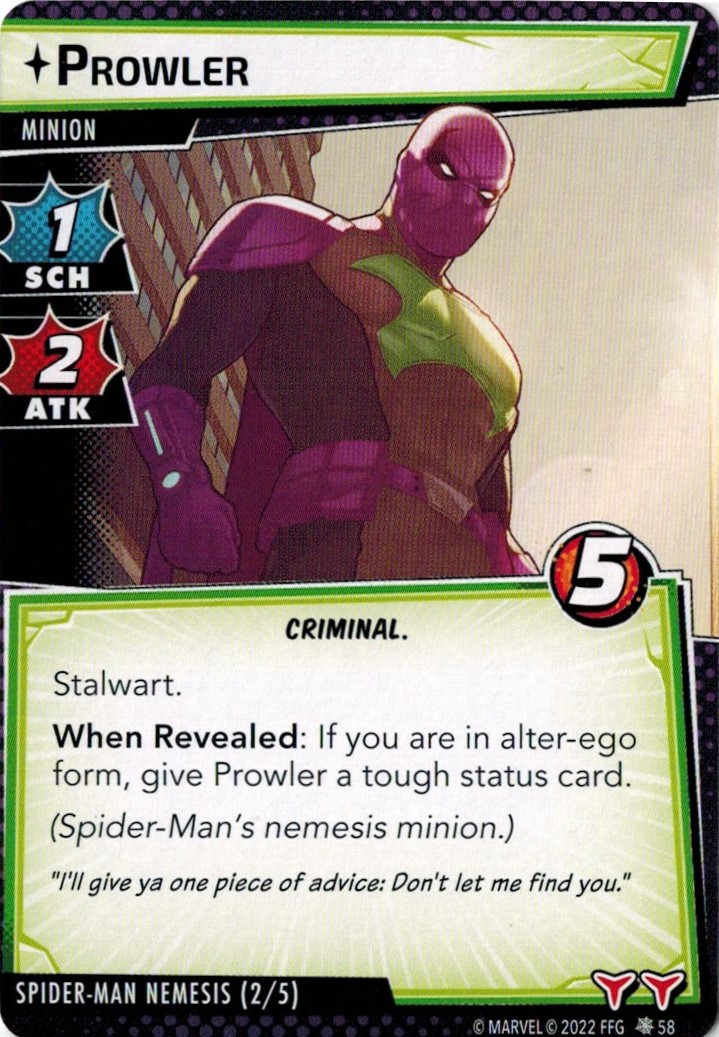 PROWLER
MINION
1
SCH
2
ATK
5
CRIMINAL.
Stalwart.
When Revealed: If you are in alter-ego
form, give Prowler a tough status card.
(Spider-Man's nemesis minion.)
"I'll give ya one piece of advice: Don't let me find you."
SPIDER-MAN NEMESIS (2/5)
© MARVEL © 2022 FFG 58